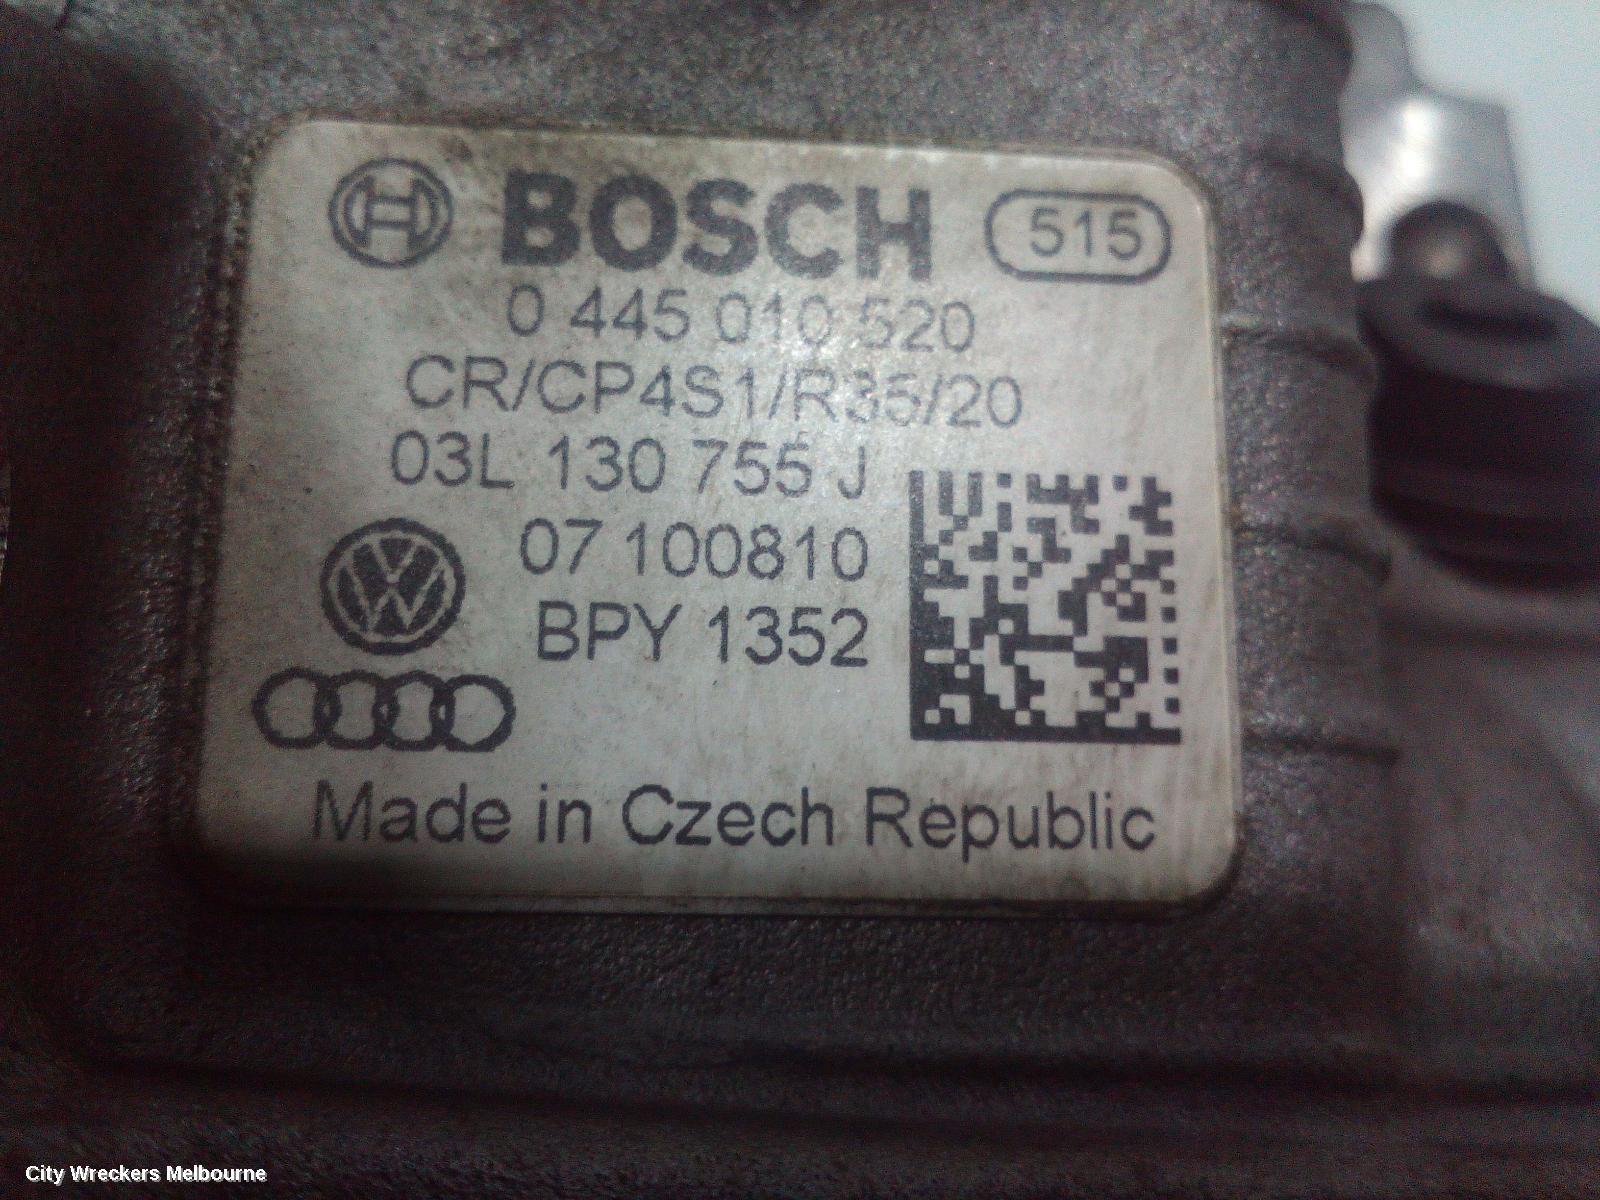 BOSCH 515
0 445 010 520
CR/CP4S1/R35/20
03L 130 755 J
07 100810
BPY 1352
Made in Czech Republic
City Wreckers Melbourne